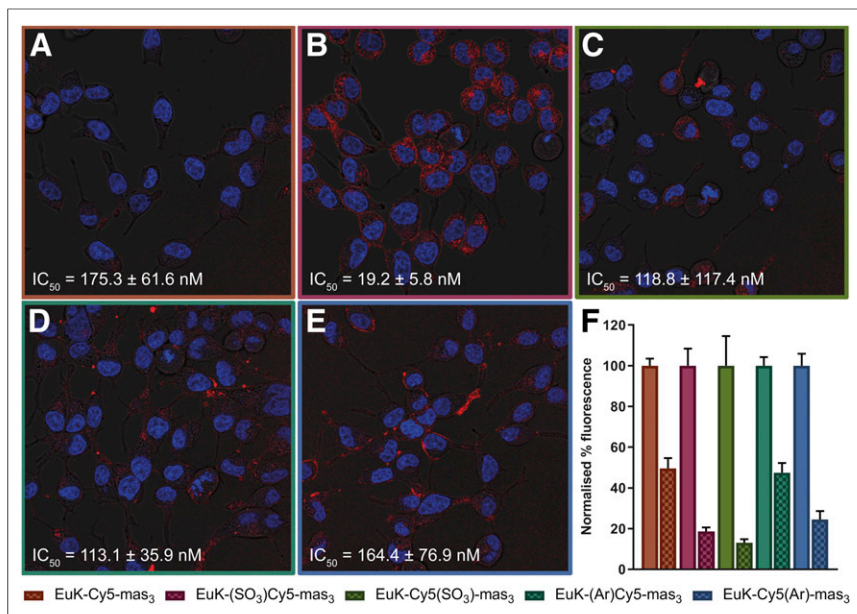 A
B
C
IC50 = 175.3 ± 61.6 nM
IC50 = 19.2 ± 5.8 nM
IC50 = 118.8 ± 117.4 nM
D
E
F
120
100
80
60
40
20
0
Normalised % fluorescence
IC50 = 113.1 ± 35.9 nM
IC50 = 164.4 ± 76.9 nM
EuK-Cy5-mas3
EuK-(SO3)Cy5-mas3
EuK-Cy5(SO3)-mas3
EuK-(Ar)Cy5-mas3
EuK-Cy5(Ar)-mas3